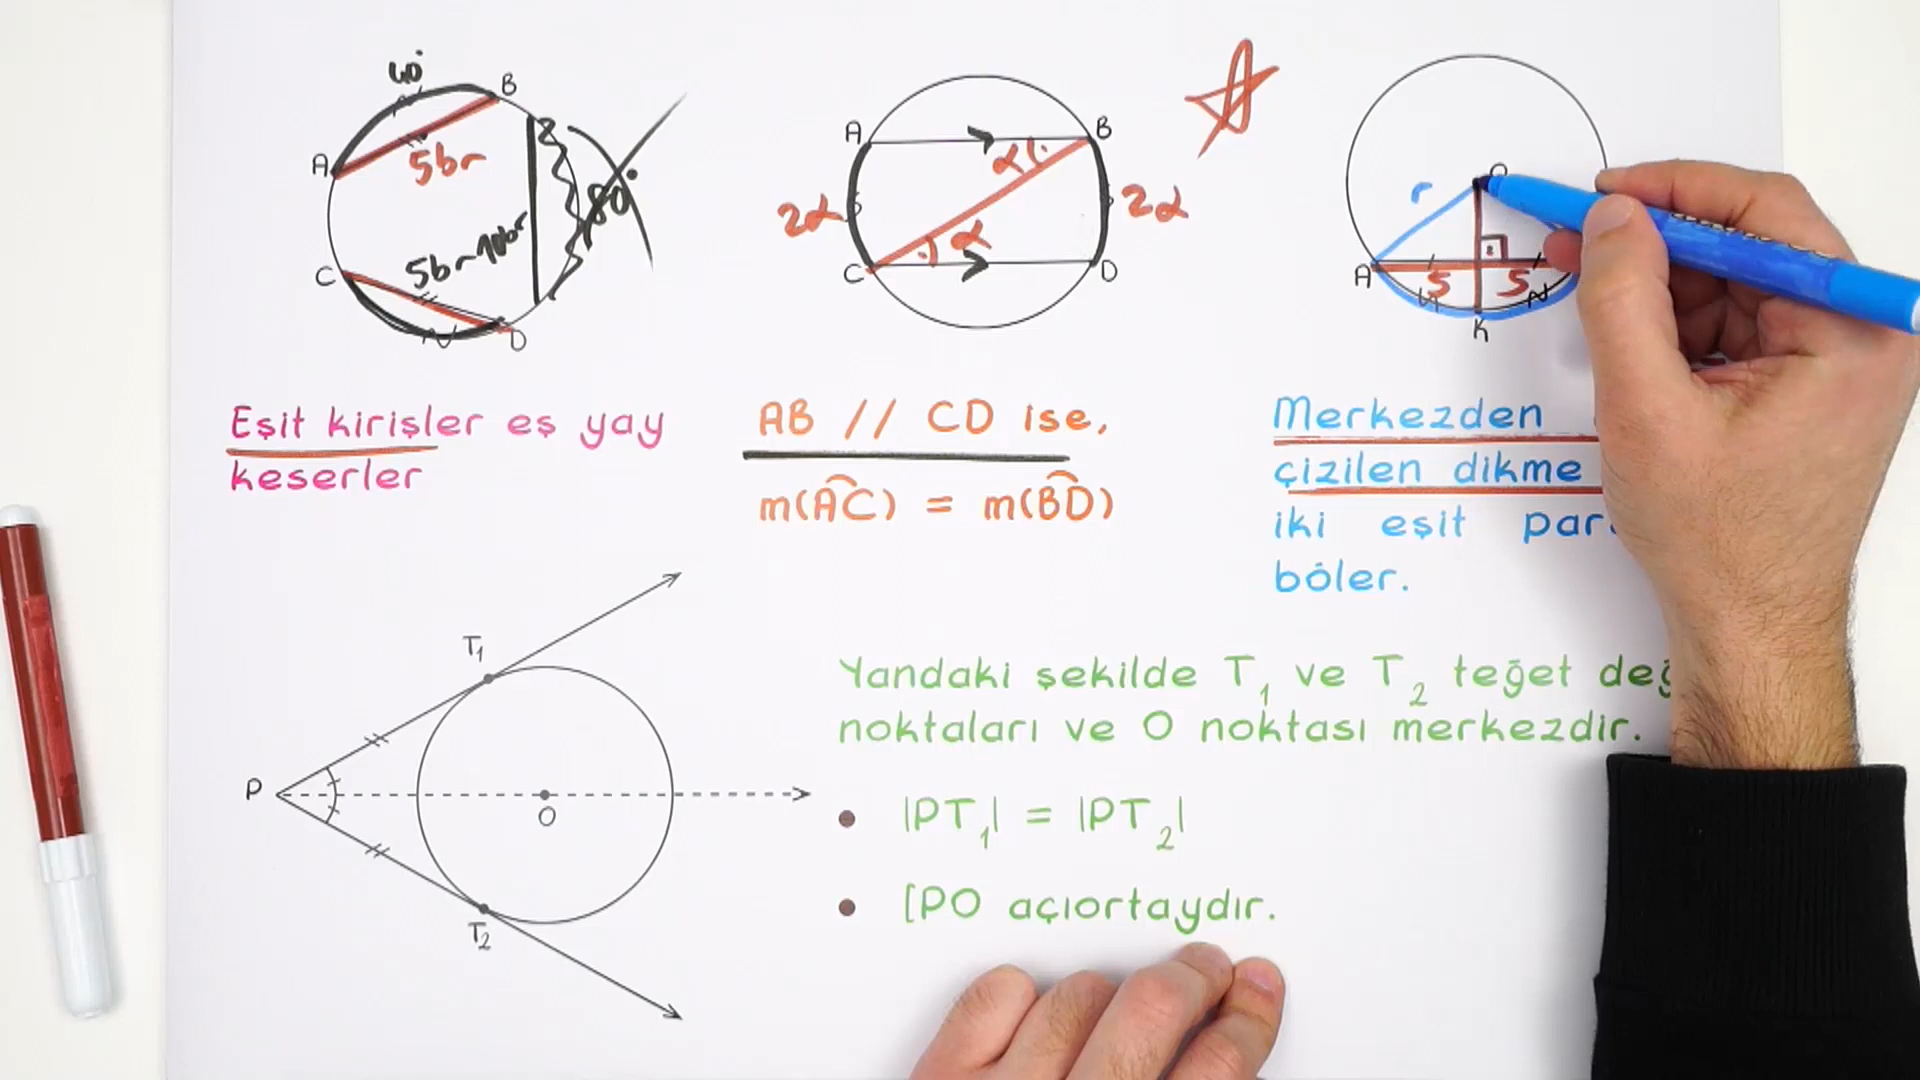 40°
B
A
5br
C
5br
10br
80°
D
A
B
2α
α
α
2α
C
D
O
r
A
5
5
K
Eşit kirişler eş yay
keserler
AB // CD ise,
m(AC) = m(BD)
Merkezden
çizilen dikme
iki eşit
böler.
T1
P
O
T2
Yandaki şekilde T1 ve T2 teğet
noktaları ve O noktası merkezdir.
• |PT1| = |PT2|
• [PO açıortaydır.